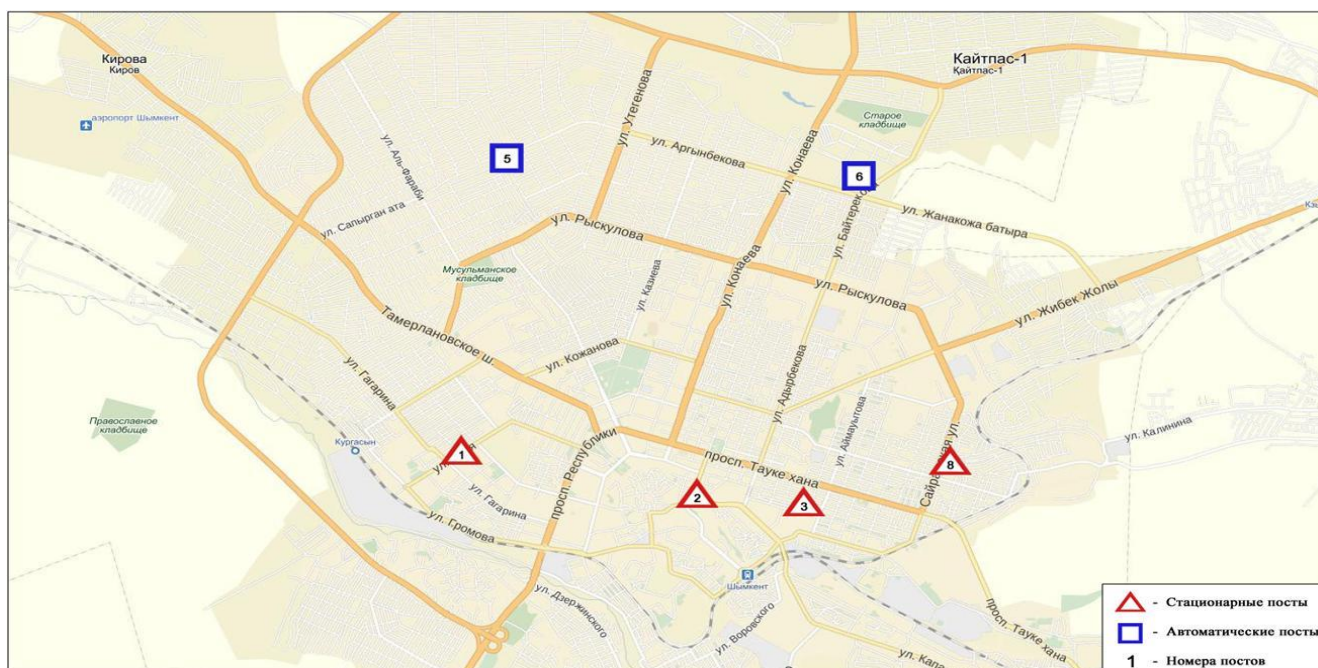 Кирова
Киров
Кайтпас-1
Қайтпас-1
аэропорт Шымкент
ул. Утегенова
Старое
кладбище
5
ул. Аль-Фараби
ул. Аргынбекова
ул. Конаева
6
ул. Байтерекова
ул. Жанакожа батыра
ул. Сапырган ата
ул. Рыскулова
Мусульманское
кладбище
ул. Казиева
ул. Конаева
ул. Рыскулова
ул. Жибек Жолы
Тамерлановское ш.
ул. Кожанова
ул. Гагарина
ул. Адырбекова
Православное
кладбище
Кургасын
ул. Аймауытова
ул. Калинина
просп. Республики
просп. Тауке хана
1
8
Сайрамская ул.
2
3
ул. Гагарина
ул. Громова
Шымкент
ул. Дзержинского
ул. Воровского
просп. Тауке хана
- Стационарные посты
- Автоматические посты
1 - Номера постов